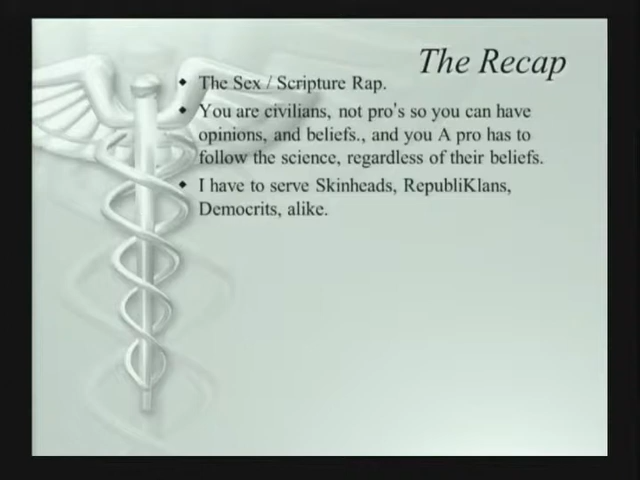 The Recap
The Sex / Scripture Rap.
You are civilians, not pro's so you can have
opinions, and beliefs., and you A pro has to
follow the science, regardless of their beliefs.
I have to serve Skinheads, RepubliKlans,
Democrits, alike.